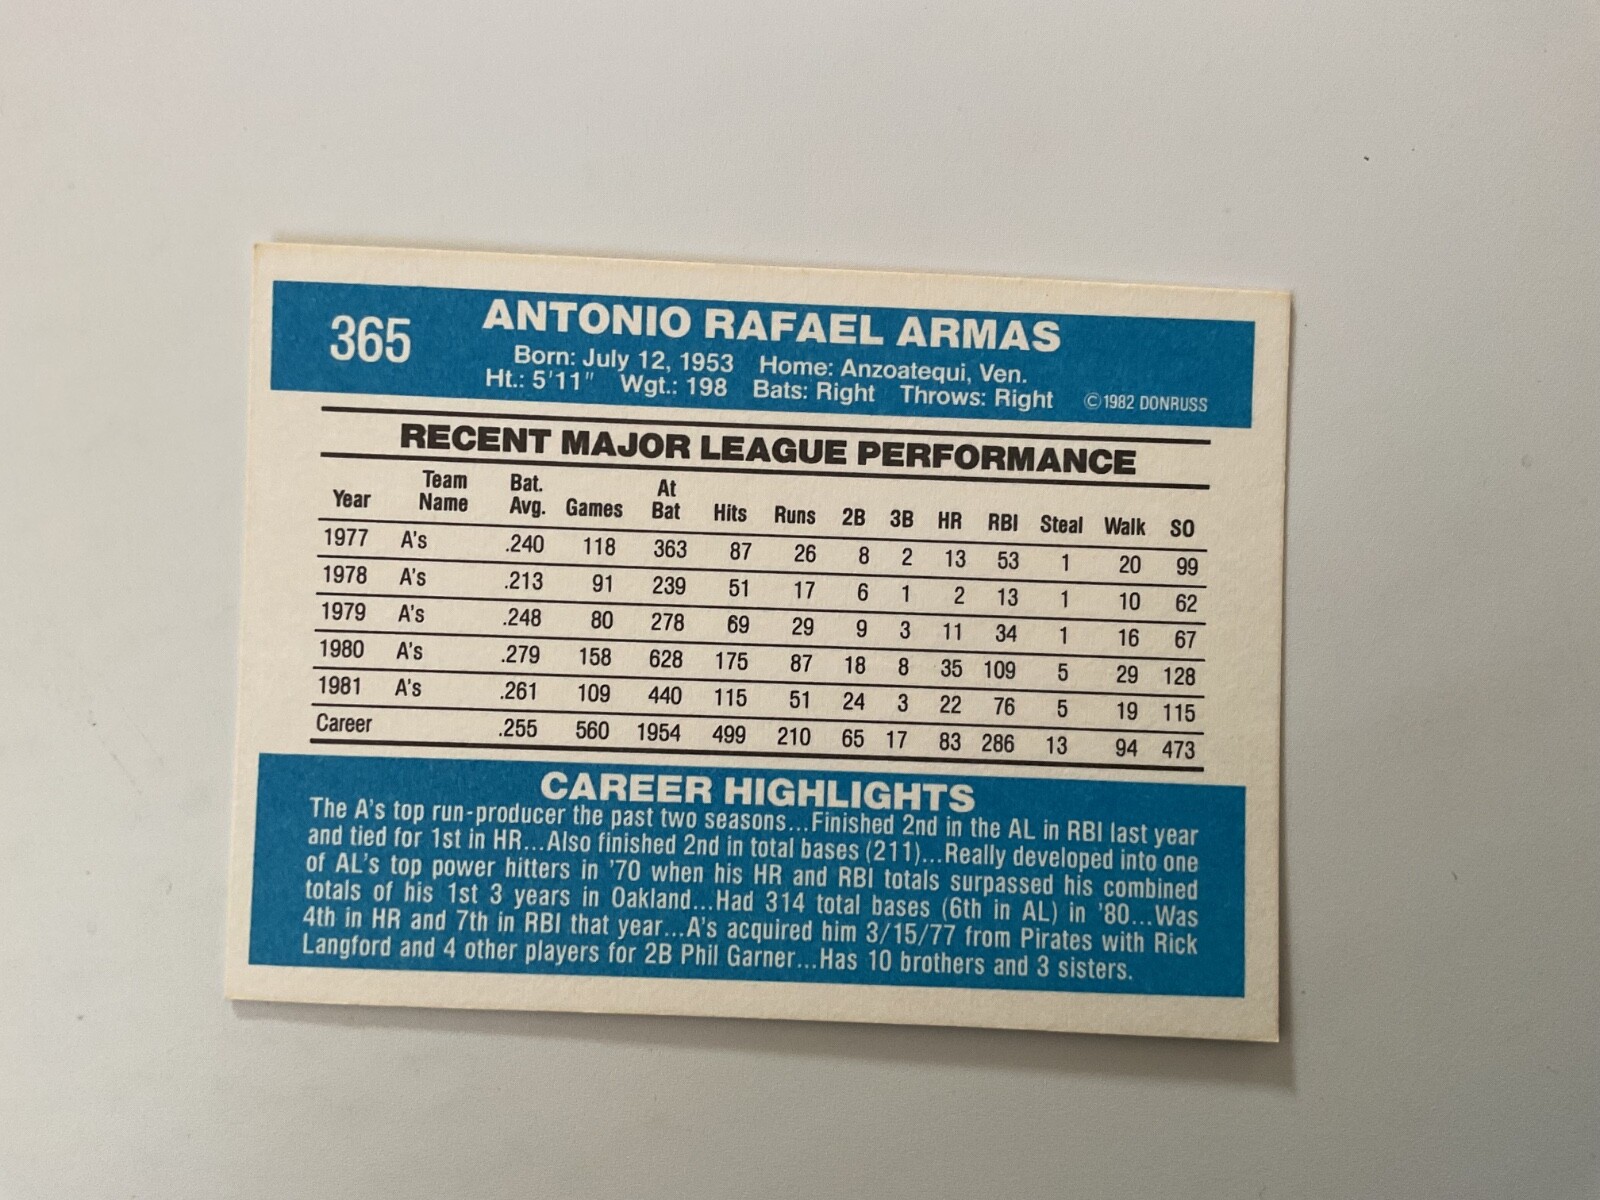 365
ANTONIO RAFAEL ARMAS
Born: July 12, 1953 Home: Anzoatequi, Ven.
Ht.: 5'11" Wgt.: 198 Bats: Right Throws: Right ©1982 DONRUSS
RECENT MAJOR LEAGUE PERFORMANCE
Year Team Name Bat. Avg. Games At Bat Hits Runs 2B 3B HR RBI Steal Walk SO
1977 A's .240 118 363 87 26 8 2 13 53 1 20 99
1978 A's .213 91 239 51 17 6 1 2 13 1 10 62
1979 A's .248 80 278 69 29 9 3 11 34 1 16 67
1980 A's .279 158 628 175 87 18 8 35 109 5 29 128
1981 A's .261 109 440 115 51 24 3 22 76 5 19 115
Career .255 560 1954 499 210 65 17 83 286 13 94 473
CAREER HIGHLIGHTS
The A's top run-producer the past two seasons...Finished 2nd in the AL in RBI last year
and tied for 1st in HR...Also finished 2nd in total bases (211)...Really developed into one
of AL's top power hitters in '70 when his HR and RBI totals surpassed his combined
totals of his 1st 3 years in Oakland...Had 314 total bases (6th in AL) in '80...Was
4th in HR and 7th in RBI that year...A's acquired him 3/15/77 from Pirates with Rick
Langford and 4 other players for 2B Phil Garner...Has 10 brothers and 3 sisters.